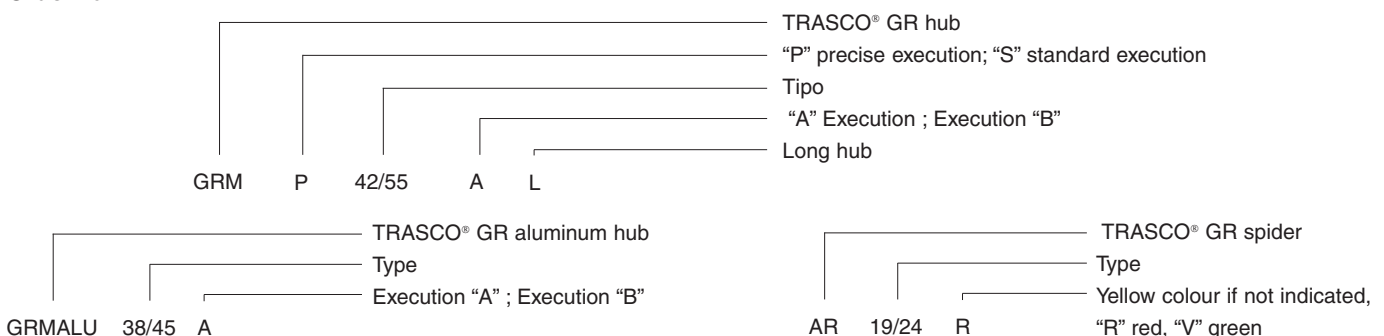 TRASCO® GR hub
“P” precise execution; “S” standard execution
Tipo
“A” Execution ; Execution “B”
Long hub
GRM P 42/55 A L
TRASCO® GR aluminum hub
Type
Execution “A” ; Execution “B”
GRMALU 38/45 A
TRASCO® GR spider
Type
Yellow colour if not indicated,
AR 19/24 R “R” red, “V” green